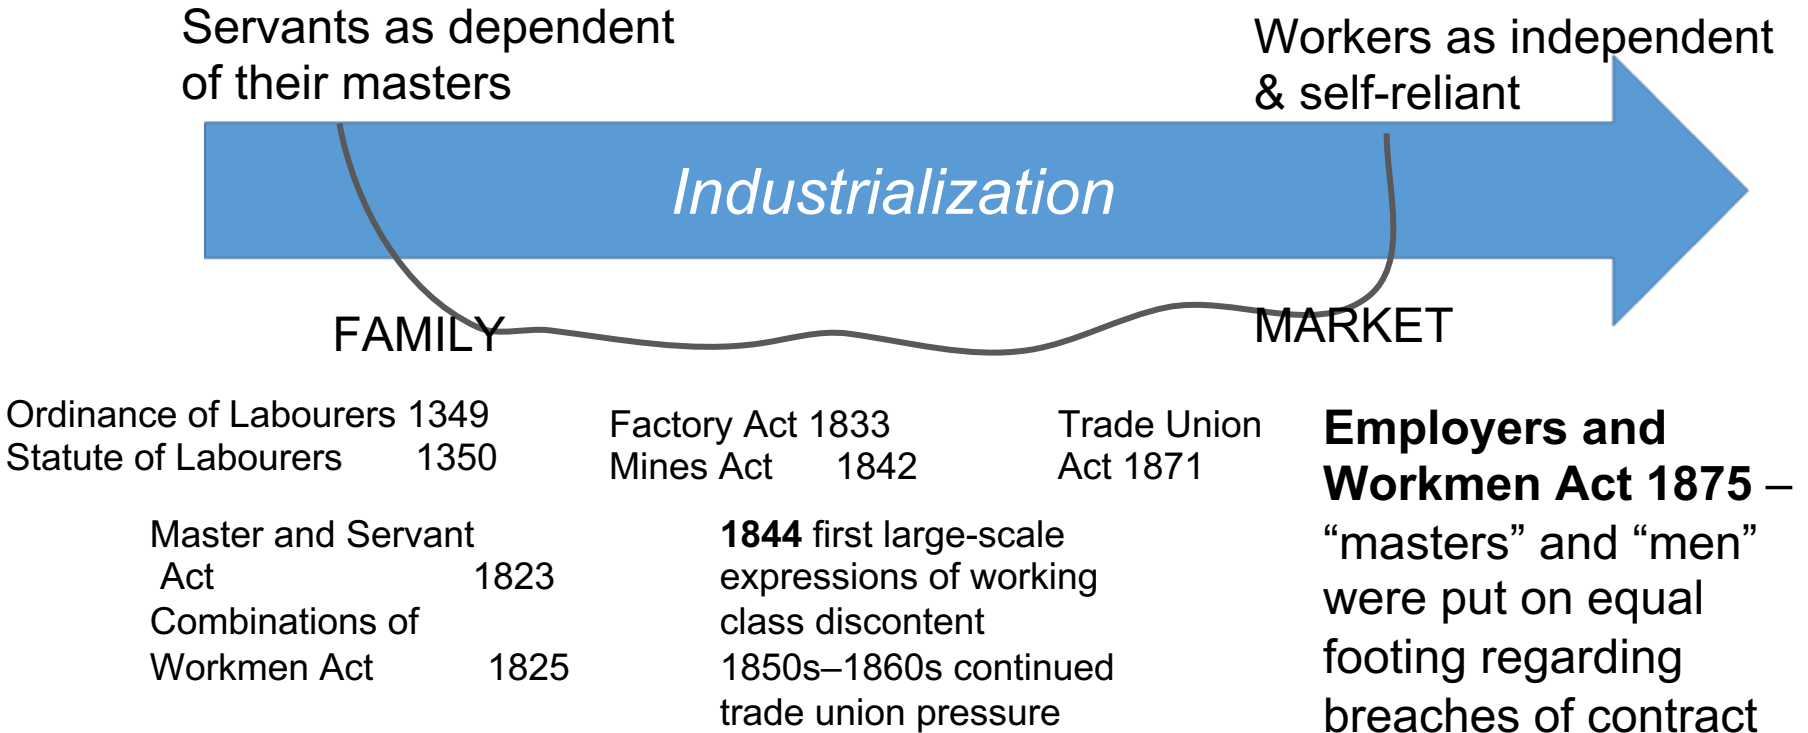 Servants as dependent
of their masters
Workers as independent
& self-reliant
Industrialization
FAMILY
MARKET
Ordinance of Labourers 1349
Statute of Labourers 1350
Factory Act 1833
Mines Act 1842
Trade Union
Act 1871
Employers and
Workmen Act 1875 –
“masters” and “men”
were put on equal
footing regarding
breaches of contract
Master and Servant
Act 1823
Combinations of
Workmen Act 1825
1844 first large-scale
expressions of working
class discontent
1850s–1860s continued
trade union pressure